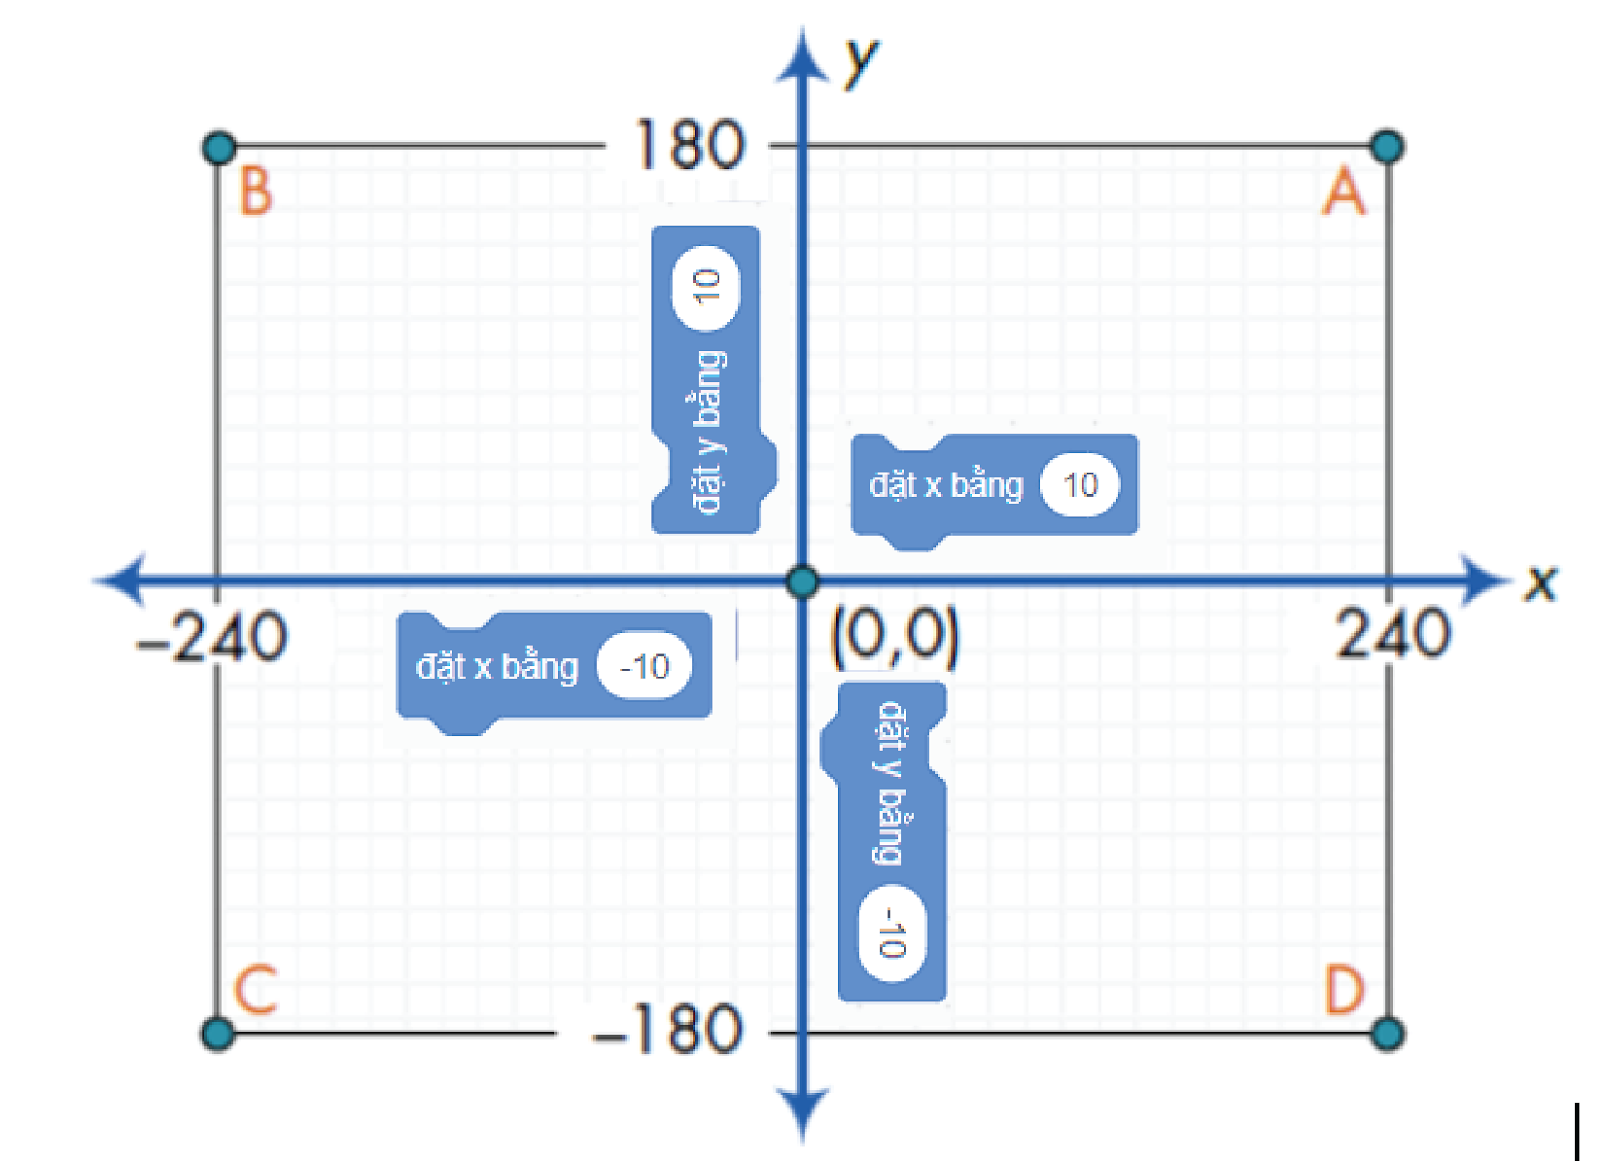 y
180
B
A
đặt y bằng 10
đặt x bằng 10
x
–240
(0,0)
240
đặt x bằng -10
đặt y bằng -10
C
D
–180